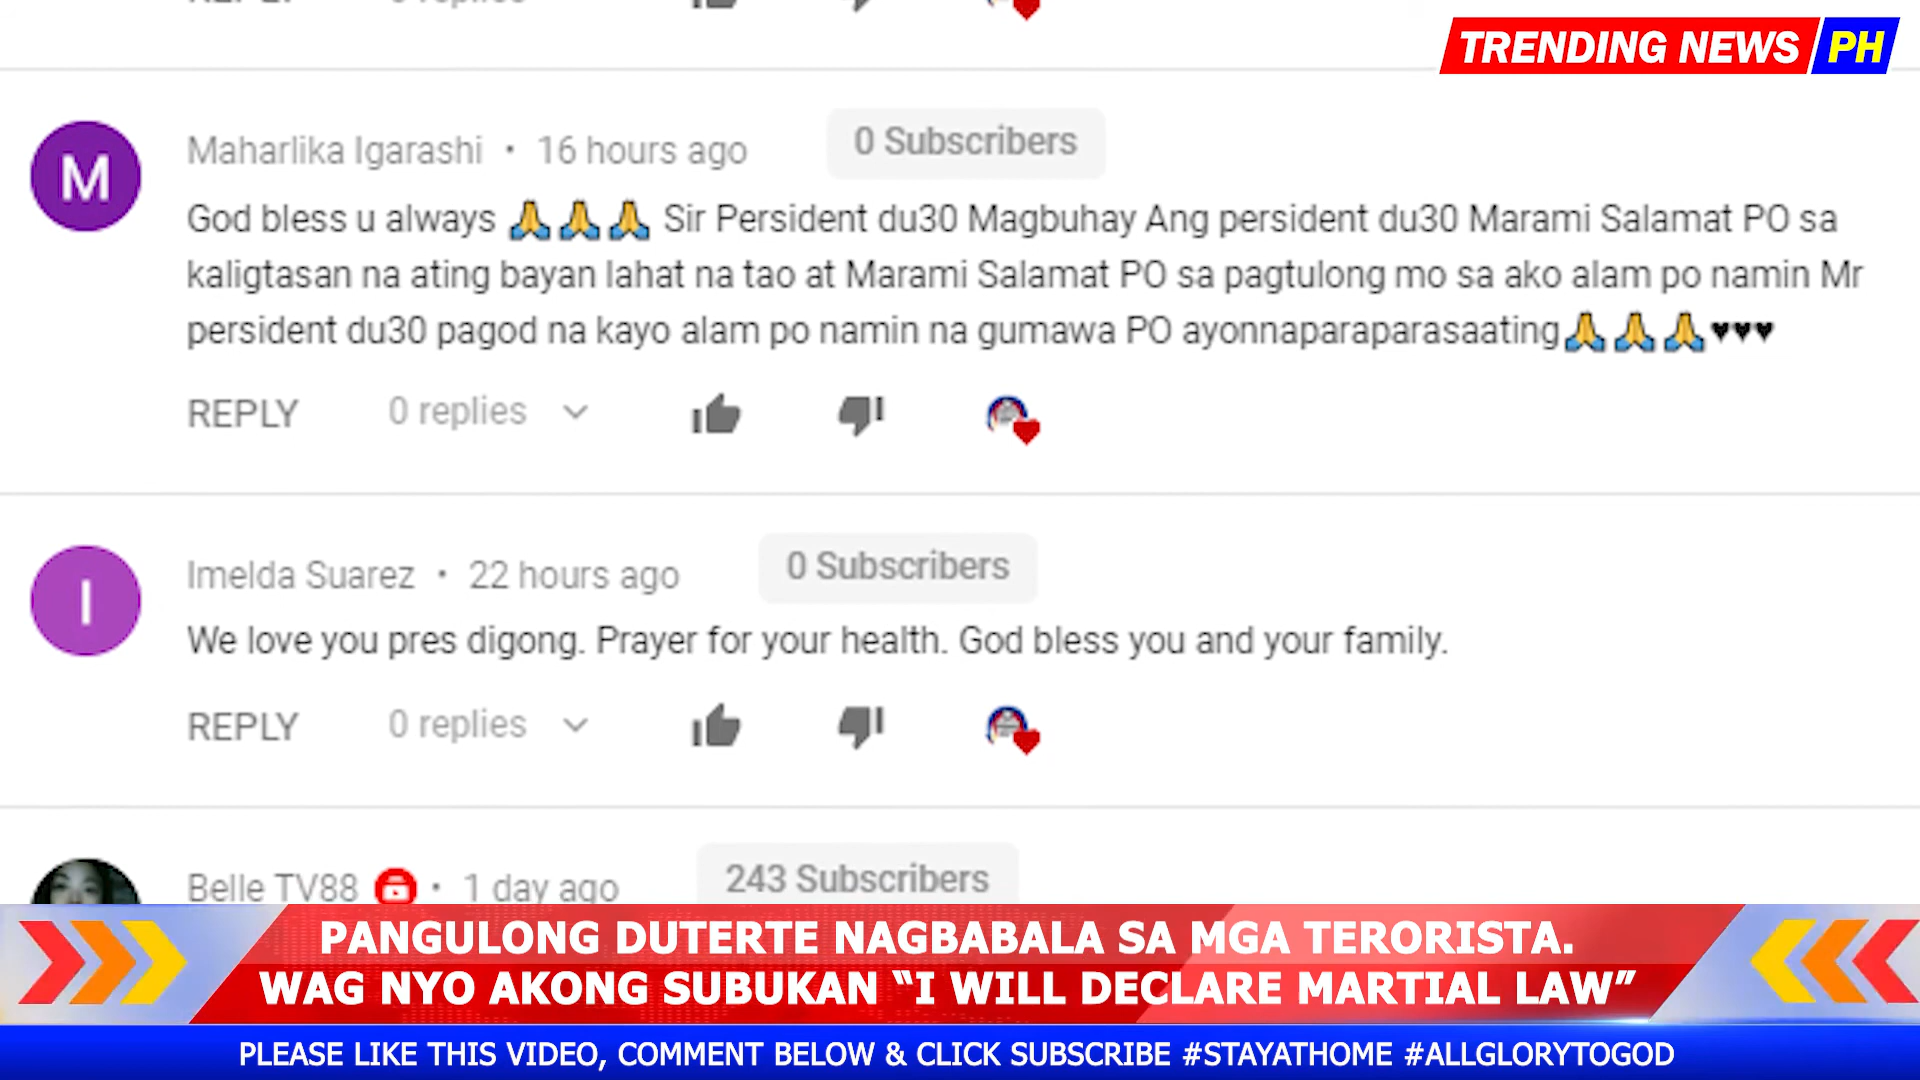 TRENDING NEWS PH
Maharlika Igarashi • 16 hours ago 0 Subscribers
God bless u always 🙏🙏🙏 Sir Persident du30 Magbuhay Ang persident du30 Marami Salamat PO sa
kaligtasan na ating bayan lahat na tao at Marami Salamat PO sa pagtulong mo sa ako alam po namin Mr
persident du30 pagod na kayo alam po namin na gumawa PO ayonnaparaparasaating🙏🙏🙏♥♥♥
REPLY 0 replies
M
Imelda Suarez • 22 hours ago 0 Subscribers
We love you pres digong. Prayer for your health. God bless you and your family.
REPLY 0 replies
I
Belle TV88 • 1 day ago 243 Subscribers
PANGULONG DUTERTE NAGBABALA SA MGA TERORISTA.
WAG NYO AKONG SUBUKAN “I WILL DECLARE MARTIAL LAW”
PLEASE LIKE THIS VIDEO, COMMENT BELOW & CLICK SUBSCRIBE #STAYATHOME #ALLGLORYTOGOD